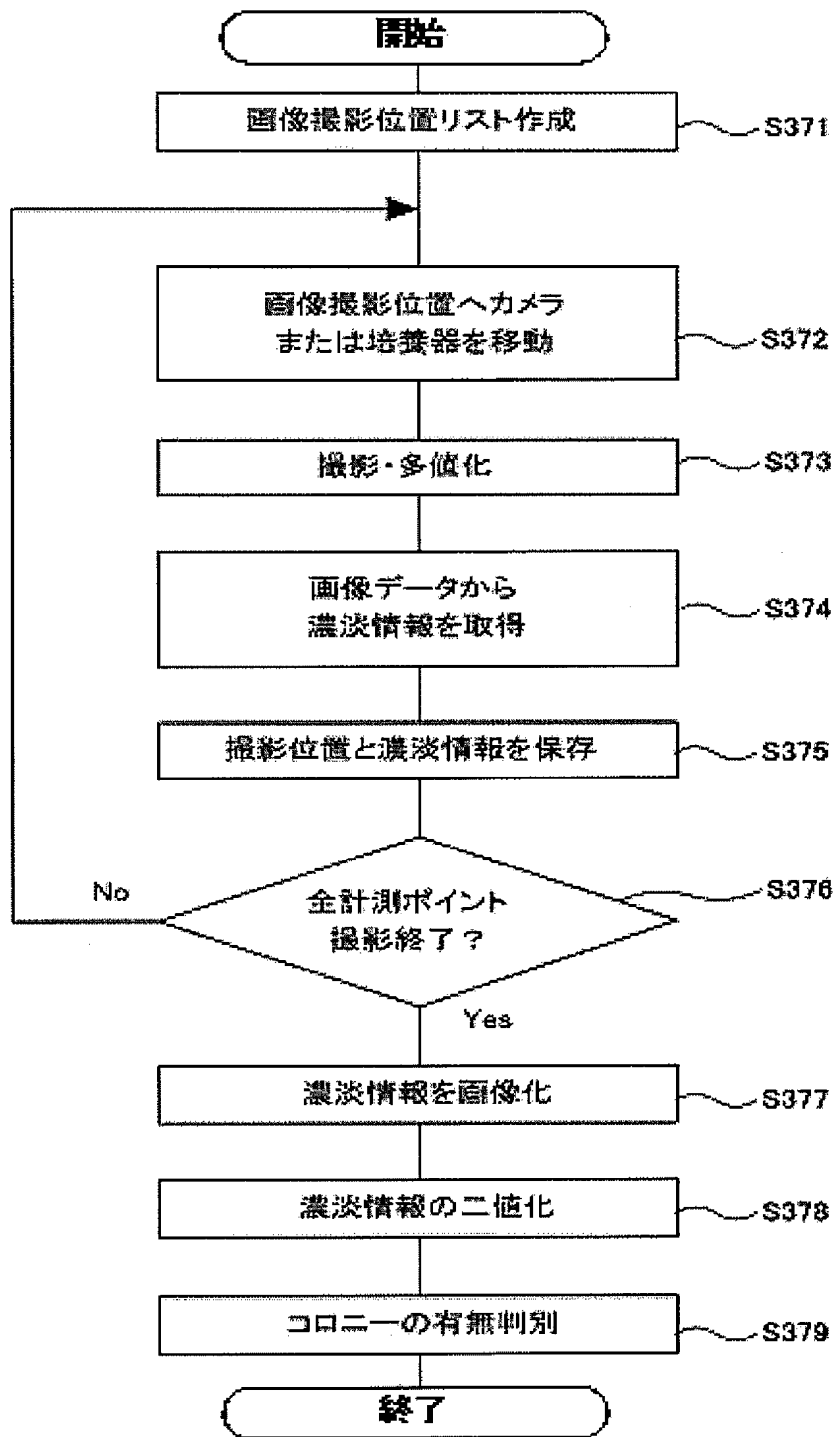 開始
画像撮影位置リスト作成
S371
画像撮影位置へカメラ
または培養器を移動
S372
撮影・多値化
S373
画像データから
濃淡情報を取得
S374
撮影位置と濃淡情報を保存
S375
No
全計測ポイント
撮影終了？
S376
Yes
濃淡情報を画像化
S377
濃淡情報の二値化
S378
コロニーの有無判別
S379
終了